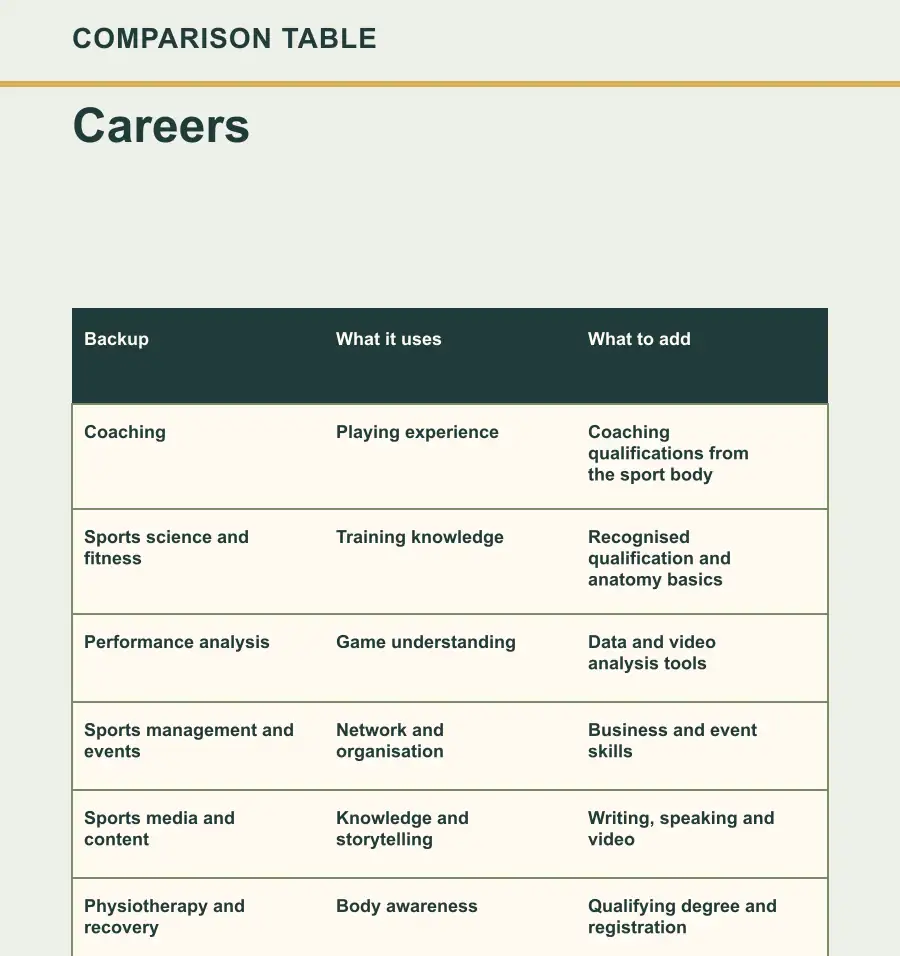 COMPARISON TABLE
Careers
Backup What it uses What to add
Coaching Playing experience Coaching
qualifications from
the sport body
Sports science and Training knowledge Recognised
fitness qualification and
anatomy basics
Performance analysis Game understanding Data and video
analysis tools
Sports management and Network and Business and event
events organisation skills
Sports media and Knowledge and Writing, speaking and
content storytelling video
Physiotherapy and Body awareness Qualifying degree and
recovery registration